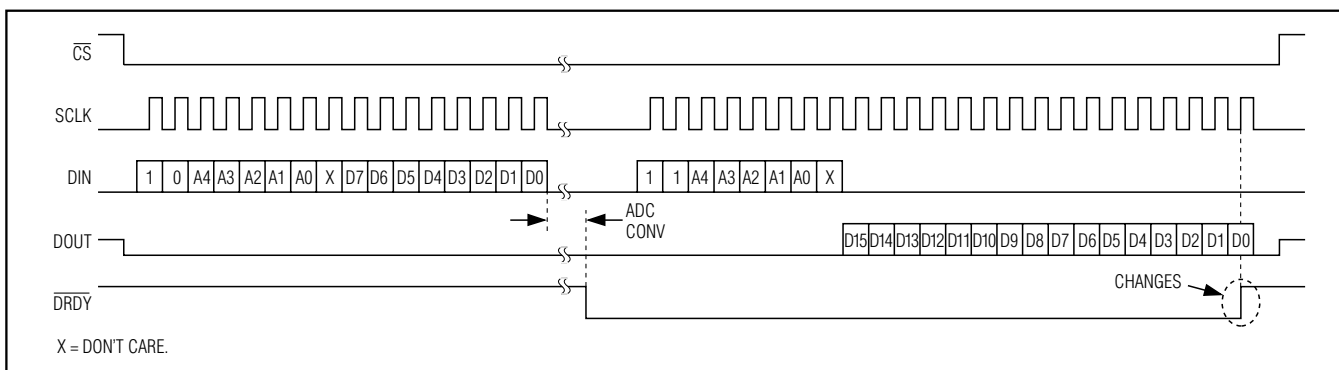 CS
SCLK
DIN 1 0 A4 A3 A2 A1 A0 X D7 D6 D5 D4 D3 D2 D1 D0 1 1 A4 A3 A2 A1 A0 X
ADC
CONV
DOUT D15 D14 D13 D12 D11 D10 D9 D8 D7 D6 D5 D4 D3 D2 D1 D0
CHANGES
DRDY
X = DON'T CARE.